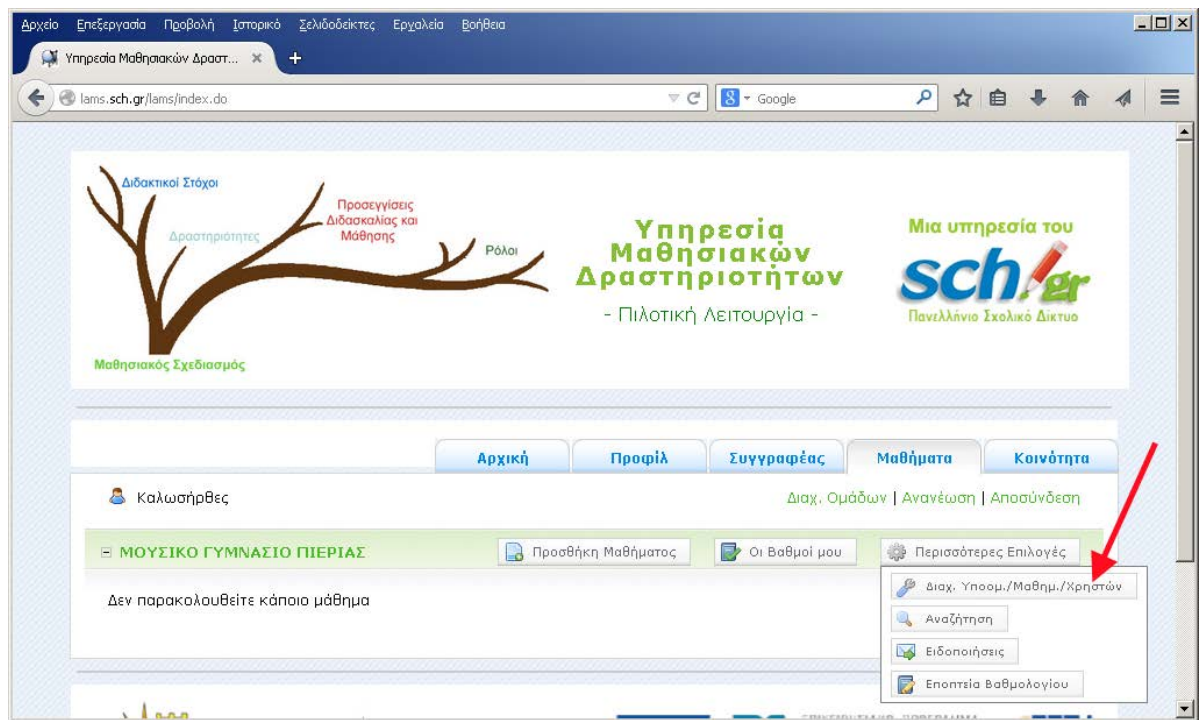 Αρχείο Επεξεργασία Προβολή Ιστορικό Σελιδοδείκτες Εργαλεία Βοήθεια
Υπηρεσία Μαθησιακών Δραστ...
lams.sch.gr/lams/index.do
Google
Διδακτικοί Στόχοι
Δραστηριότητες
Προσεγγίσεις
Διδασκαλίας και
Μάθησης
Ρόλοι
Μαθησιακός Σχεδιασμός
Υπηρεσία
Μαθησιακών
Δραστηριοτήτων
- Πιλοτική Λειτουργία -
Μια υπηρεσία του
sch.gr
Πανελλήνιο Σχολικό Δίκτυο
Αρχική Προφίλ Συγγραφέας Μαθήματα Κοινότητα
Καλωσήρθες
Διαχ. Ομάδων | Ανανέωση | Αποσύνδεση
ΜΟΥΣΙΚΟ ΓΥΜΝΑΣΙΟ ΠΙΕΡΙΑΣ
Προσθήκη Μαθήματος Οι Βαθμοί μου Περισσότερες Επιλογές
Δεν παρακολουθείτε κάποιο μάθημα
Διαχ. Υποομ./Μαθημ./Χρηστών
Αναζήτηση
Ειδοποιήσεις
Εποπτεία Βαθμολογίου